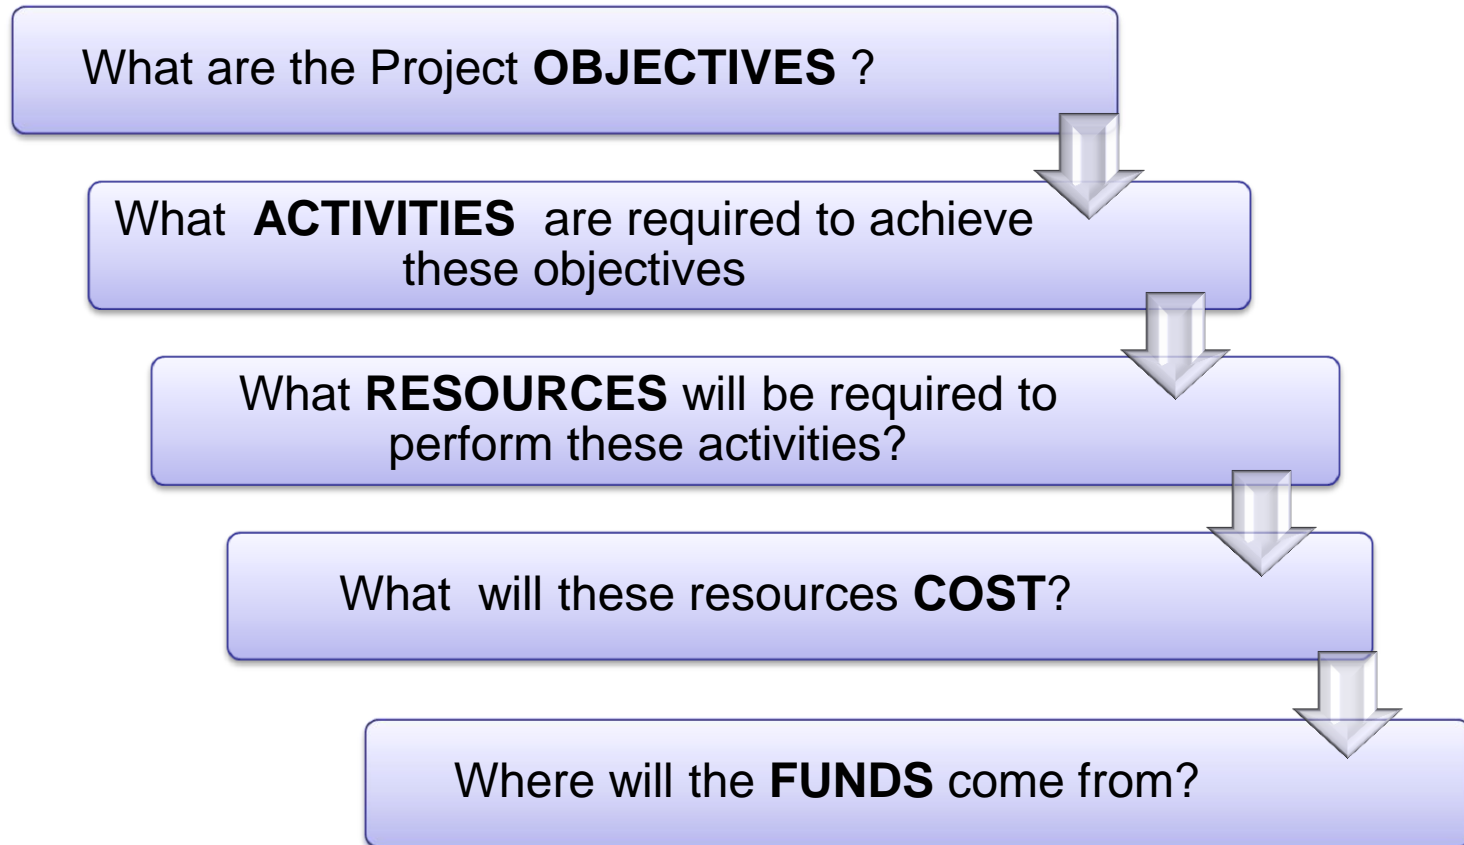 What are the Project OBJECTIVES ?
What  ACTIVITIES  are required to achieve
these objectives
What RESOURCES will be required to
perform these activities?
What  will these resources COST?
Where will the FUNDS come from?